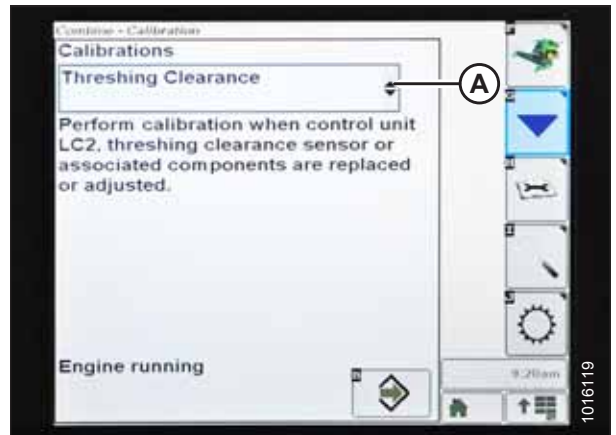 Combine - Calibration
Calibrations
Threshing Clearance
A
Perform calibration when control unit
LC2, threshing clearance sensor or
associated components are replaced
or adjusted.
Engine running
9:20am
1016119